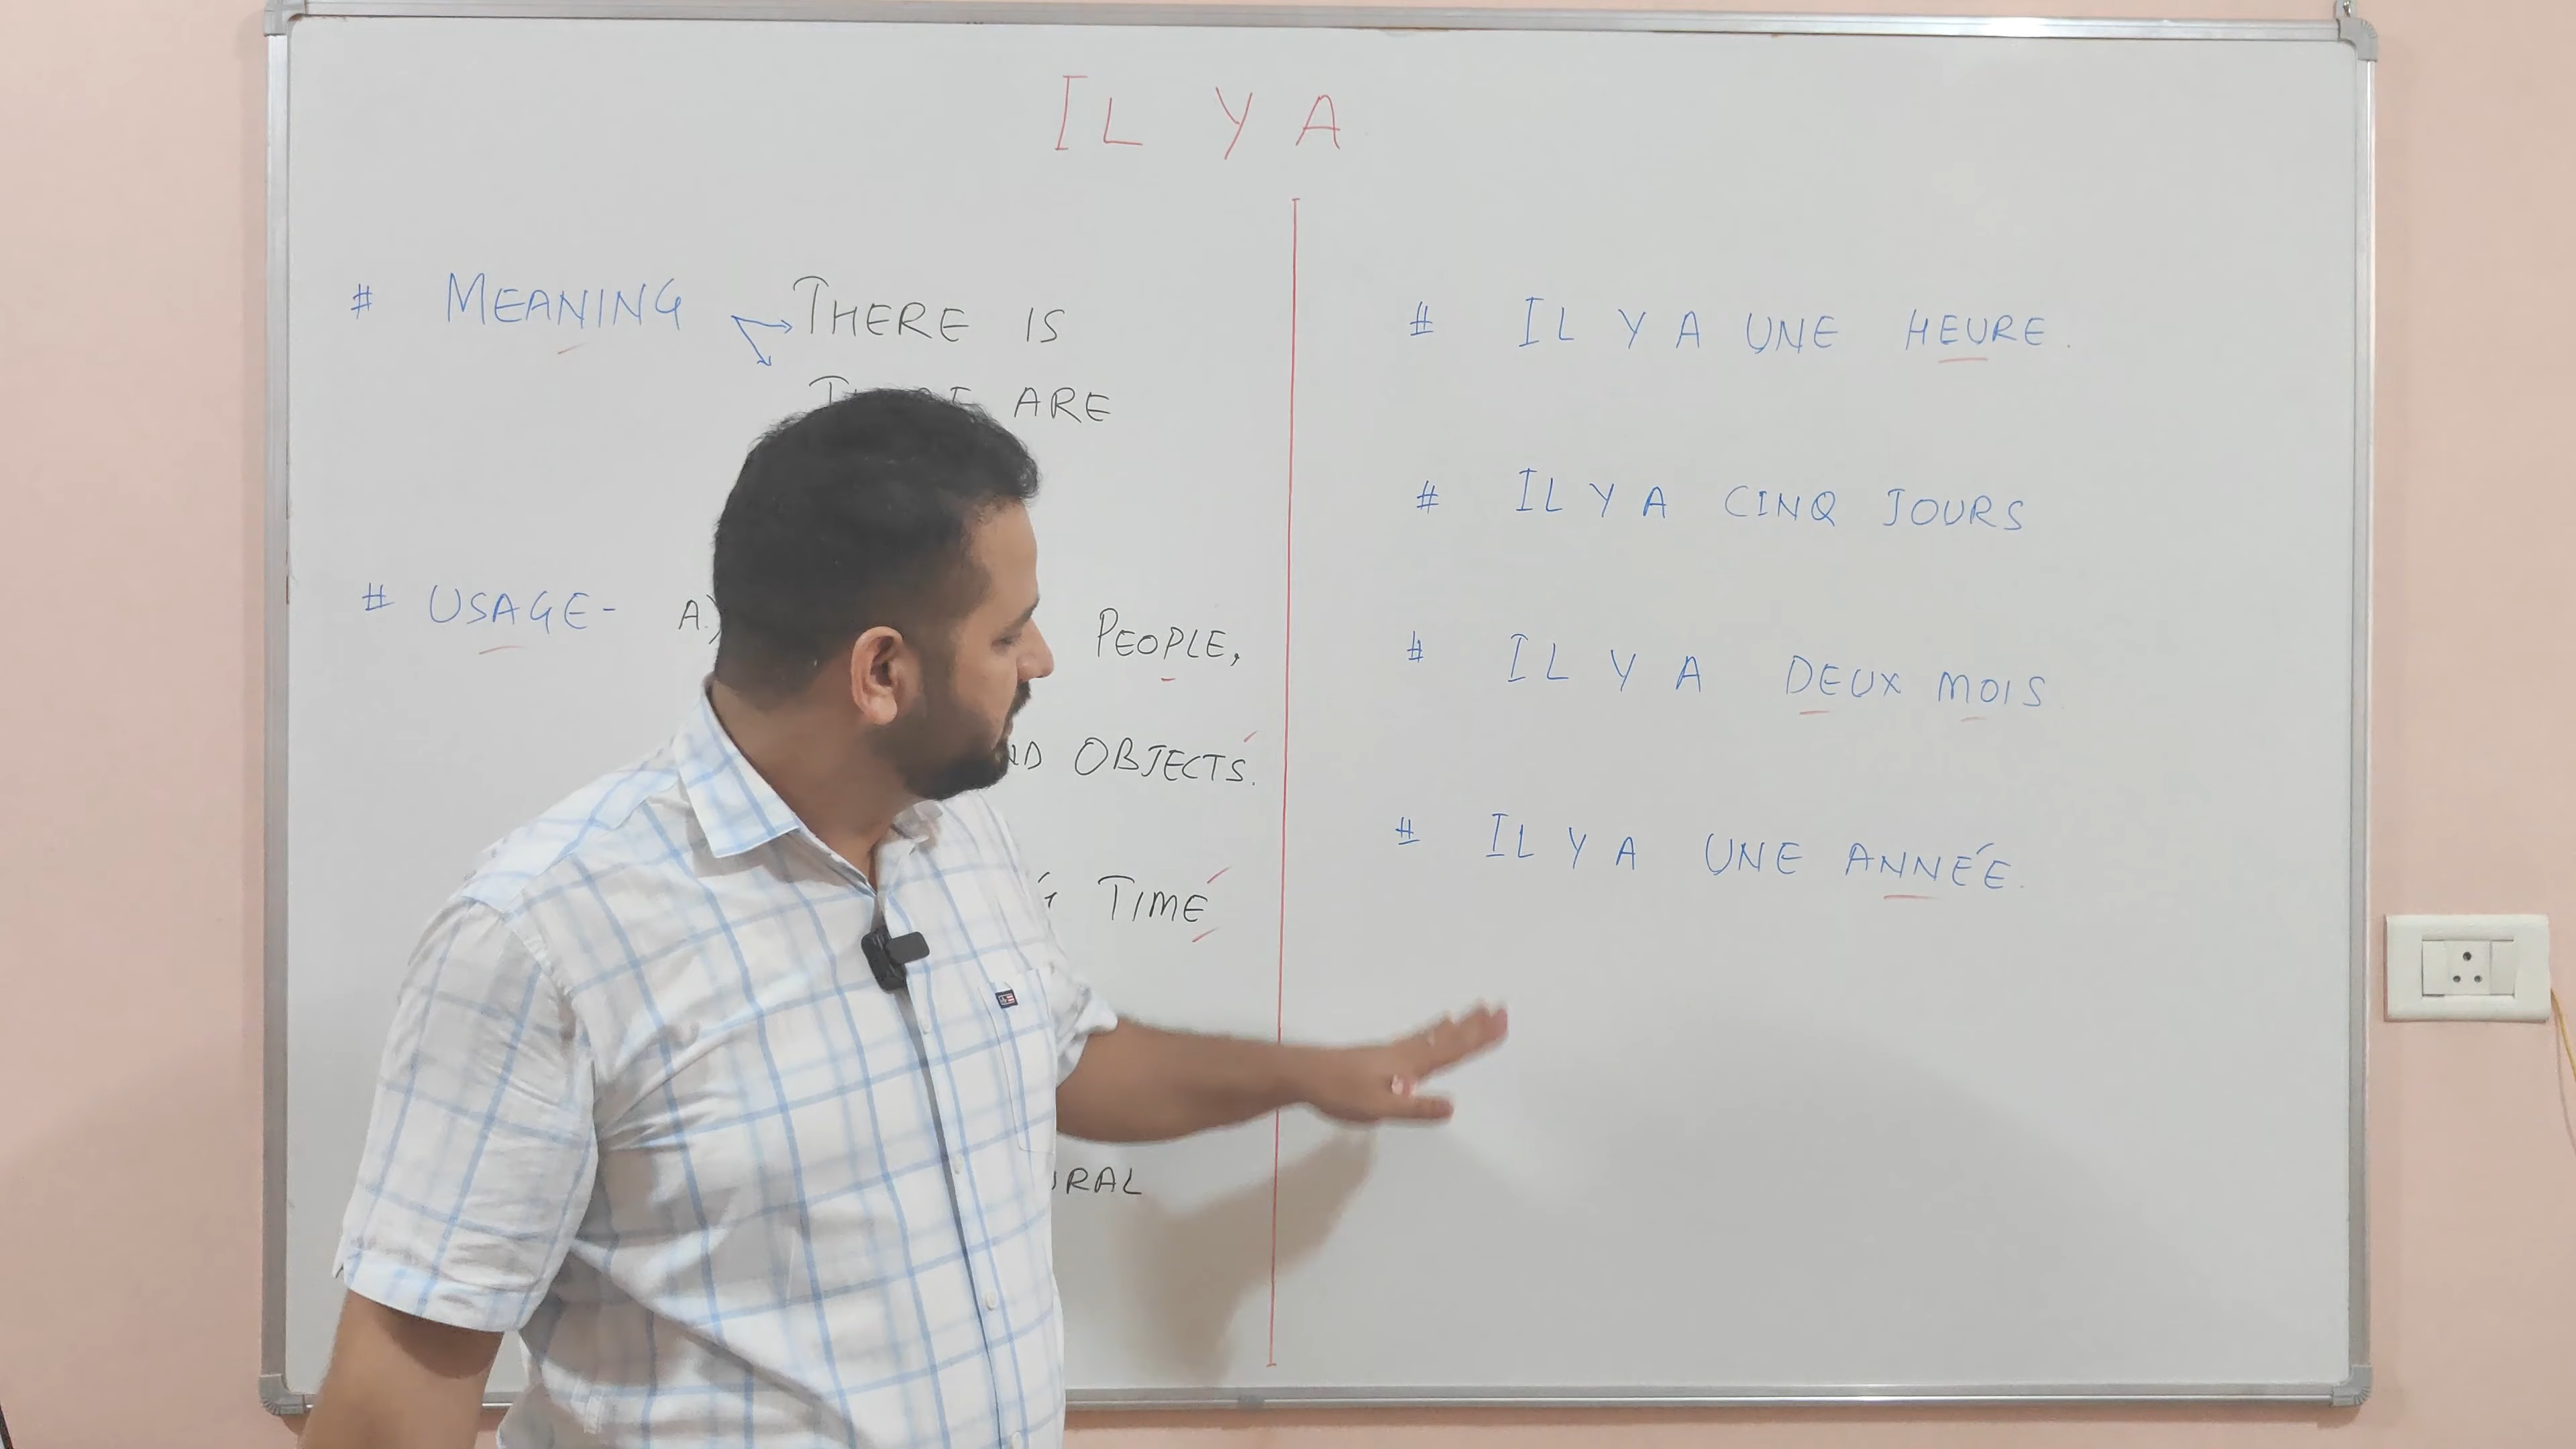 IL Y A
# MEANING THERE IS
ARE
# USAGE- A.) PEOPLE,
OBJECTS.
TIME
# IL Y A UNE HEURE.
# IL Y A CINQ JOURS
# IL Y A DEUX MOIS
# IL Y A UNE ANNÉE.